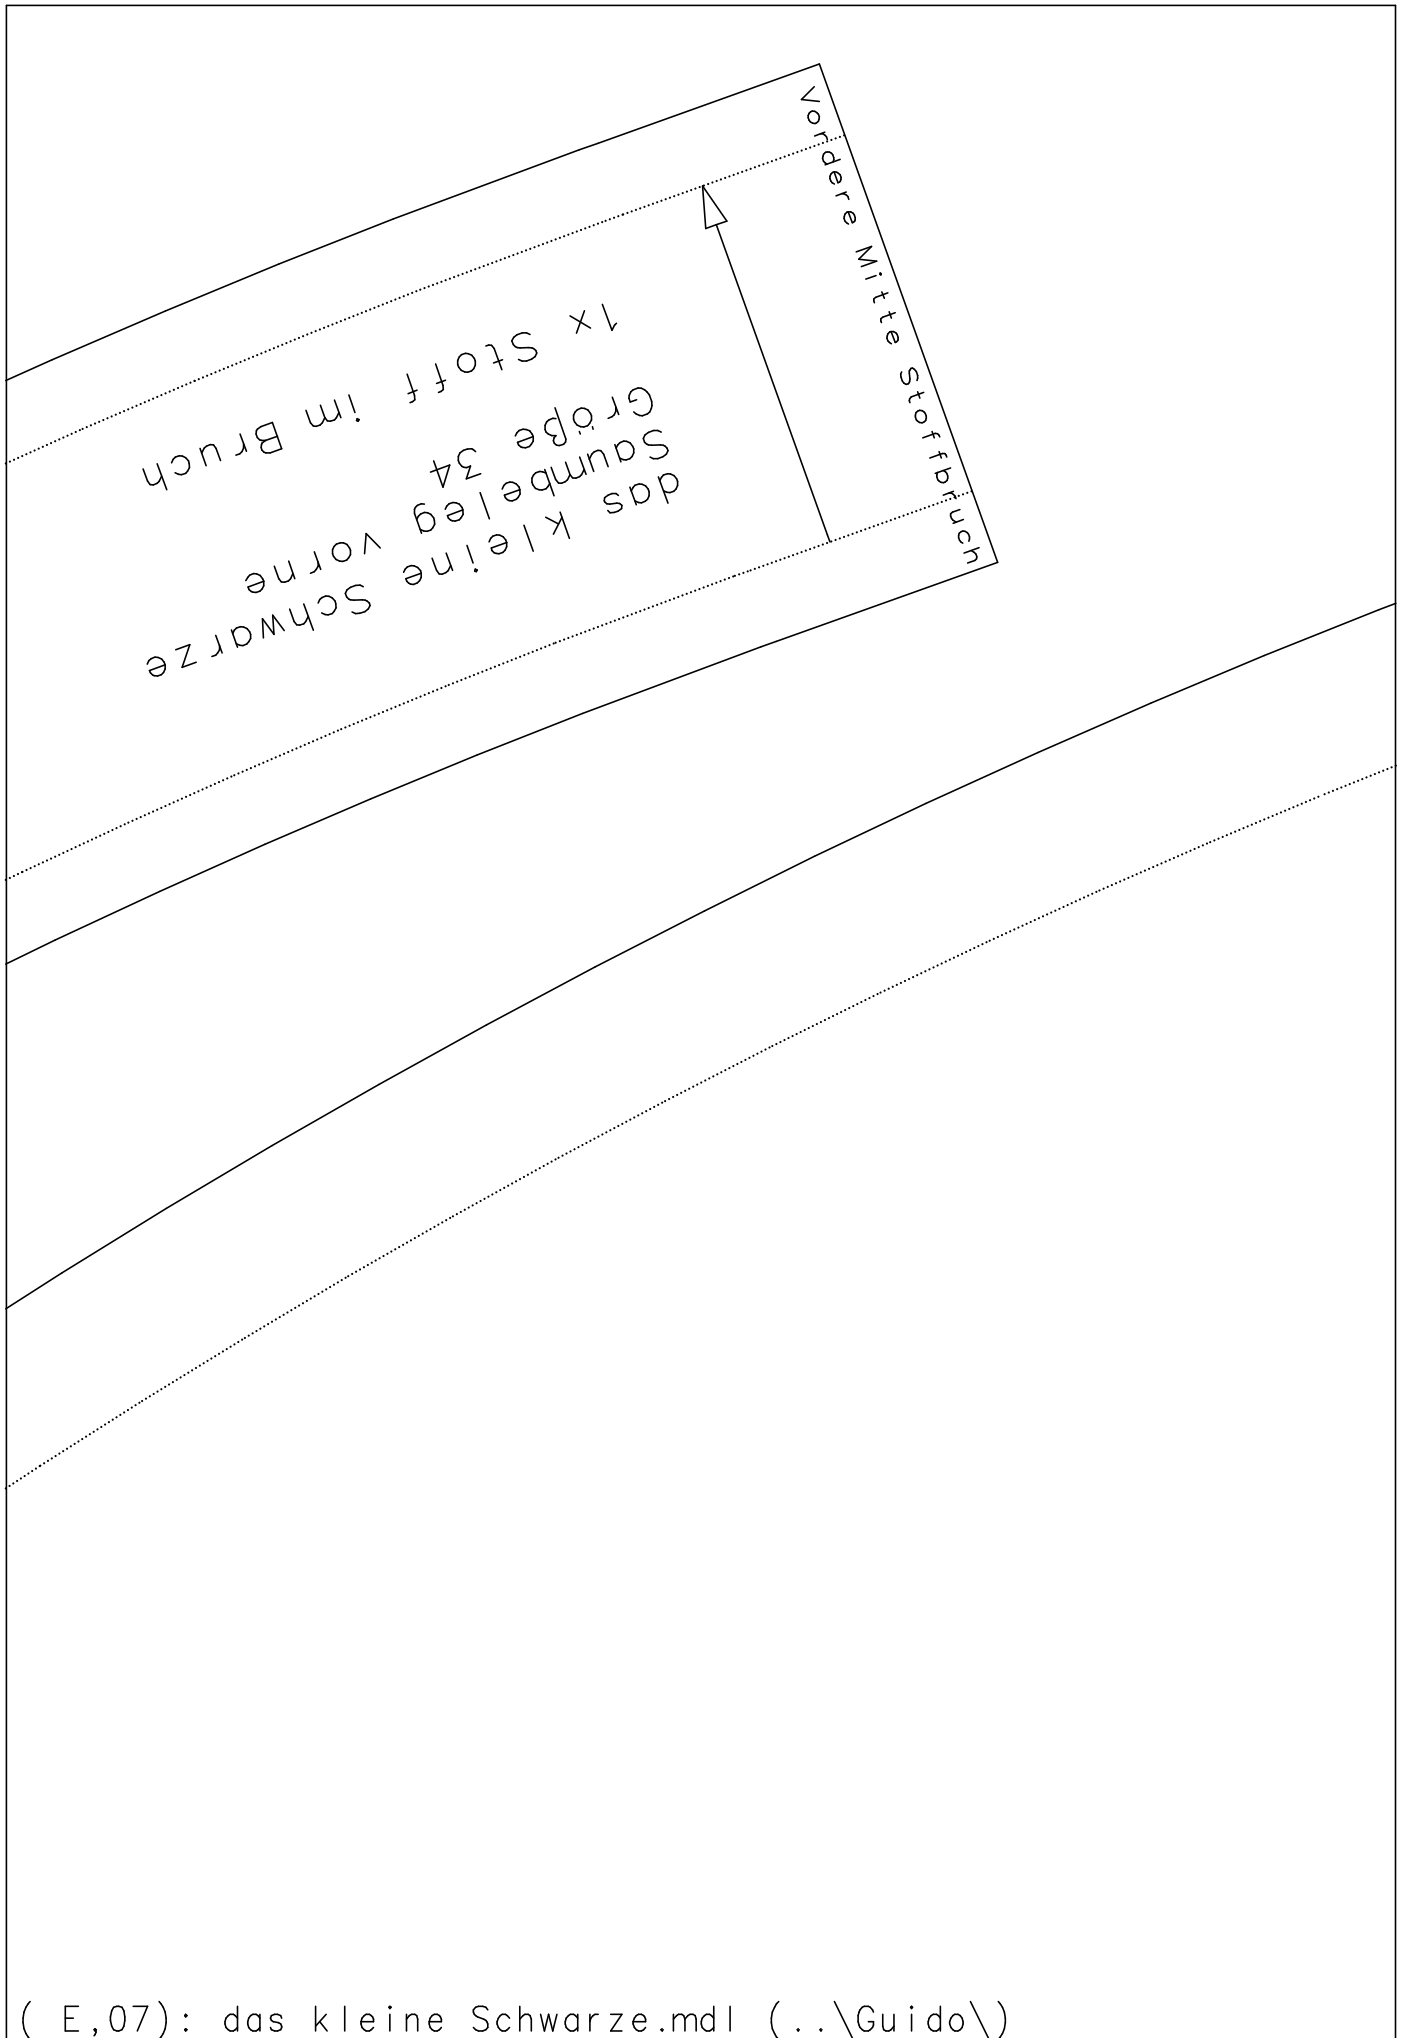 Vordere Mitte Stoffbruch
das kleine Schwarze
Saumbeleg vorne
Größe 34
1x Stoff im Bruch
( E,07): das kleine Schwarze.mdl (..\Guido\)